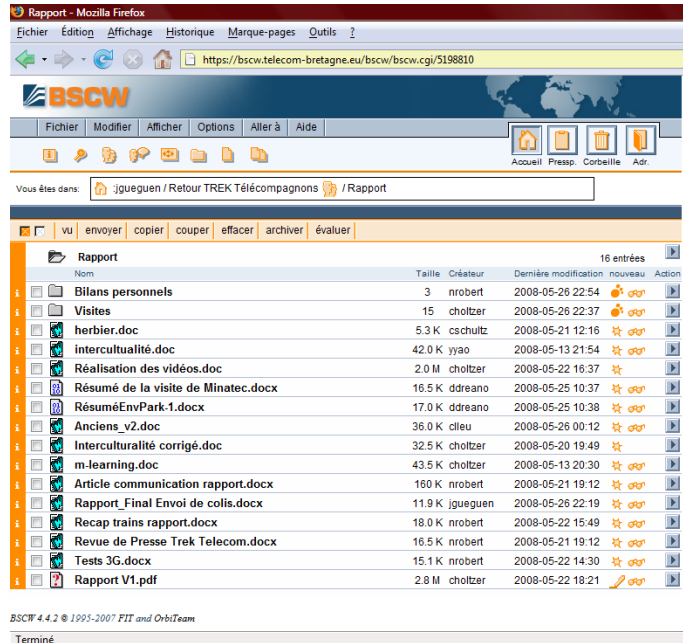 Rapport - Mozilla Firefox
Fichier Édition Affichage Historique Marque-pages Outils ?
https://bscw.telecom-bretagne.eu/bscw/bscw.cgi/5198810
BSCW
Fichier Modifier Afficher Options Aller à Aide
Accueil Pressp. Corbeille Adr.
Vous êtes dans: :jgueguen / Retour TREK Télécompagnons / Rapport
vu envoyer copier couper effacer archiver évaluer
Rapport 16 entrées
Nom Taille Créateur Dernière modification nouveau Action
Bilans personnels 3 nrobert 2008-05-26 22:54
Visites 15 choltzer 2008-05-26 22:37
herbier.doc 5.3 K cschultz 2008-05-21 12:16
intercultualité.doc 42.0 K yyao 2008-05-13 21:54
Réalisation des vidéos.doc 2.0 M choltzer 2008-05-22 16:37
Résumé de la visite de Minatec.docx 16.5 K ddreano 2008-05-25 10:37
RésuméEnvPark-1.docx 17.0 K ddreano 2008-05-25 10:38
Anciens_v2.doc 36.0 K clleu 2008-05-26 00:12
Interculturalité corrigé.doc 32.5 K choltzer 2008-05-20 19:49
m-learning.doc 43.5 K choltzer 2008-05-13 20:30
Article communication rapport.docx 160 K nrobert 2008-05-21 19:12
Rapport_Final Envoi de colis.docx 11.9 K jgueguen 2008-05-26 22:19
Recap trains rapport.docx 18.0 K nrobert 2008-05-22 15:49
Revue de Presse Trek Telecom.docx 16.5 K nrobert 2008-05-21 19:12
Tests 3G.docx 15.1 K nrobert 2008-05-22 14:30
Rapport V1.pdf 2.8 M choltzer 2008-05-22 18:21
BSCW 4.4.2 © 1995-2007 FIT and OrbiTeam
Terminé